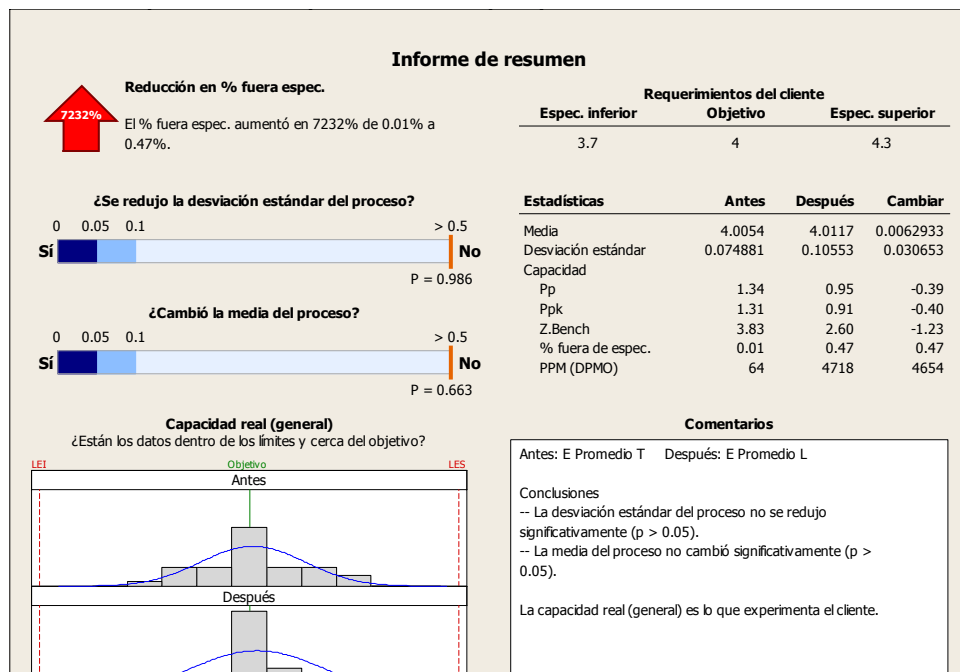 Informe de resumen
Reducción en % fuera espec.
7232%
El % fuera espec. aumentó en 7232% de 0.01% a
0.47%.
Requerimientos del cliente
Espec. inferior Objetivo Espec. superior
3.7 4 4.3
¿Se redujo la desviación estándar del proceso?
0 0.05 0.1 > 0.5
Sí No
P = 0.986
¿Cambió la media del proceso?
0 0.05 0.1 > 0.5
Sí No
P = 0.663
Estadísticas Antes Después Cambiar
Media 4.0054 4.0117 0.0062933
Desviación estándar 0.074881 0.10553 0.030653
Capacidad
Pp 1.34 0.95 -0.39
Ppk 1.31 0.91 -0.40
Z.Bench 3.83 2.60 -1.23
% fuera de espec. 0.01 0.47 0.47
PPM (DPMO) 64 4718 4654
Capacidad real (general)
¿Están los datos dentro de los límites y cerca del objetivo?
LEI Objetivo LES
Antes
Después
Comentarios
Antes: E Promedio T Después: E Promedio L
Conclusiones
-- La desviación estándar del proceso no se redujo
significativamente (p > 0.05).
-- La media del proceso no cambió significativamente (p >
0.05).
La capacidad real (general) es lo que experimenta el cliente.